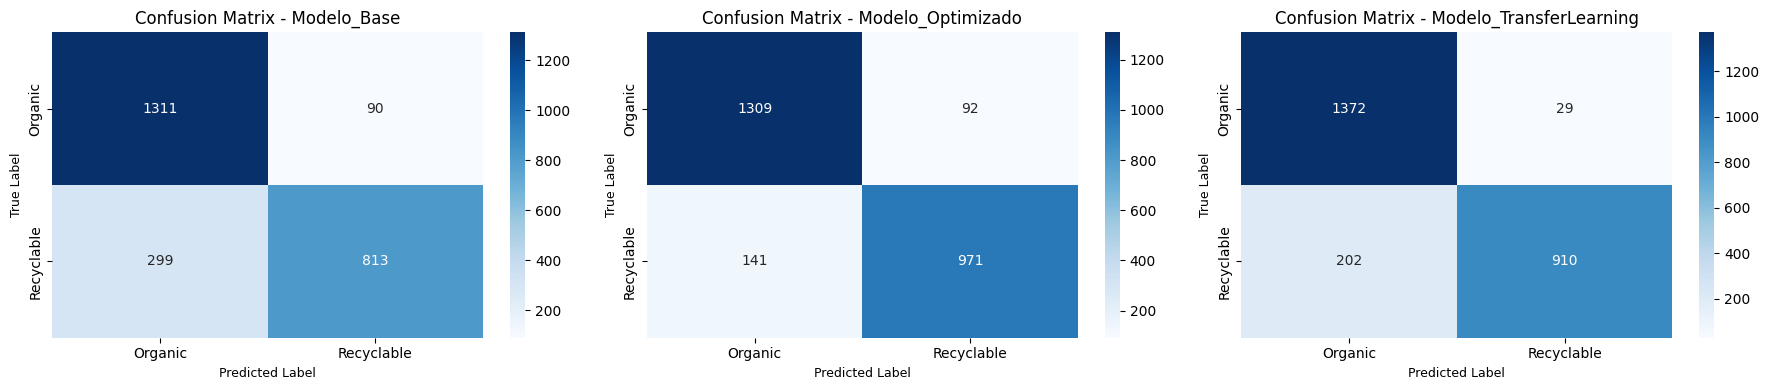 Confusion Matrix - Modelo_Base
True Label
Organic
Recyclable
1311
90
299
813
Organic
Recyclable
Predicted Label
1200
1000
800
600
400
200
Confusion Matrix - Modelo_Optimizado
True Label
Organic
Recyclable
1309
92
141
971
Organic
Recyclable
Predicted Label
1200
1000
800
600
400
200
Confusion Matrix - Modelo_TransferLearning
True Label
Organic
Recyclable
1372
29
202
910
Organic
Recyclable
Predicted Label
1200
1000
800
600
400
200